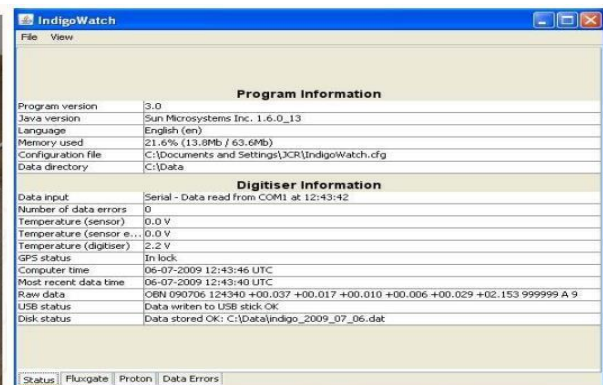 IndigoWatch
File View
Program Information
Program version 3.0
Java version Sun Microsystems Inc. 1.6.0_13
Language English (en)
Memory used 21.6% (13.8Mb / 63.6Mb)
Configuration file C:\Documents and Settings\JCR\IndigoWatch.cfg
Data directory C:\Data
Digitiser Information
Data input Serial - Data read from COM1 at 12:43:42
Number of data errors 0
Temperature (sensor) 0.0 V
Temperature (sensor e... 0.0 V
Temperature (digitiser) 2.2 V
GPS status In lock
Computer time 06-07-2009 12:43:46 UTC
Most recent data time 06-07-2009 12:43:40 UTC
Raw data OBN 090706 124340 +00.037 +00.017 +00.010 +00.006 +00.029 +02.153 999999 A 9
USB status Data writen to USB stick OK
Disk status Data stored OK: C:\Data\indigo_2009_07_06.dat
Status Fluxgate Proton Data Errors